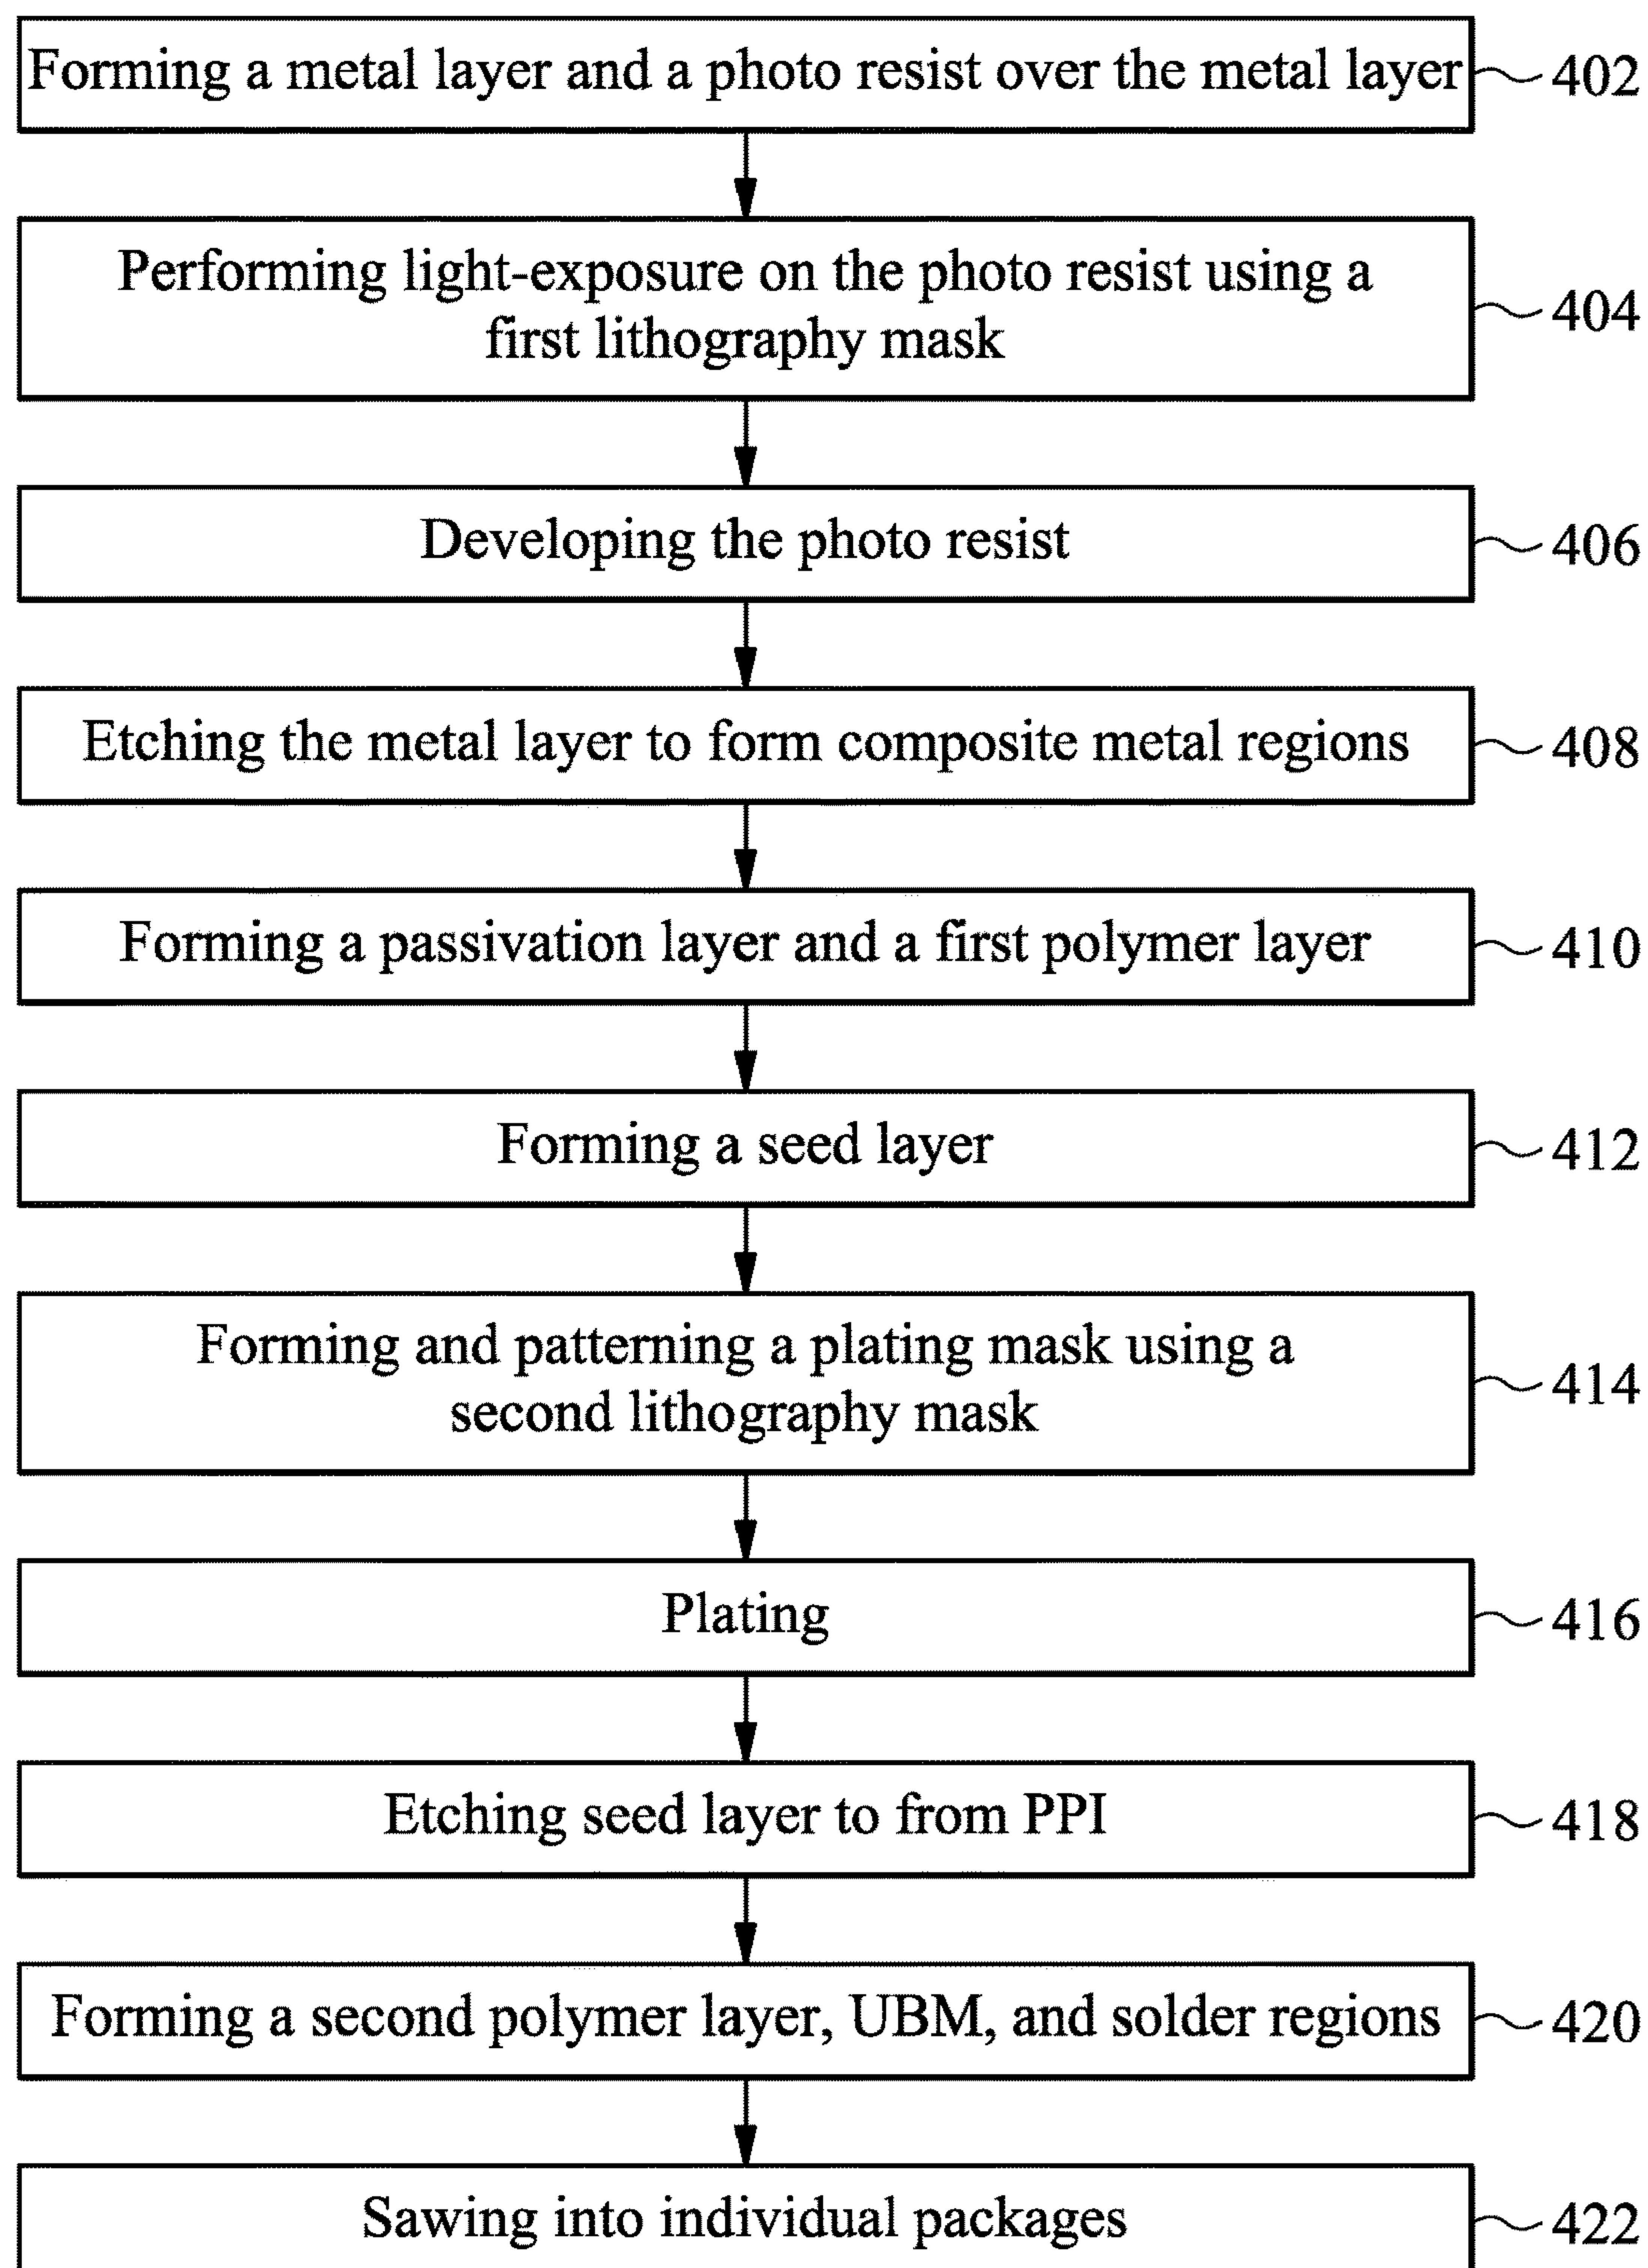 Forming a metal layer and a photo resist over the metal layer 402
Performing light-exposure on the photo resist using a
first lithography mask
404
Developing the photo resist 406
Etching the metal layer to form composite metal regions 408
Forming a passivation layer and a first polymer layer 410
Forming a seed layer 412
Forming and patterning a plating mask using a
second lithography mask
414
Plating 416
Etching seed layer to from PPI 418
Forming a second polymer layer, UBM, and solder regions 420
Sawing into individual packages 422